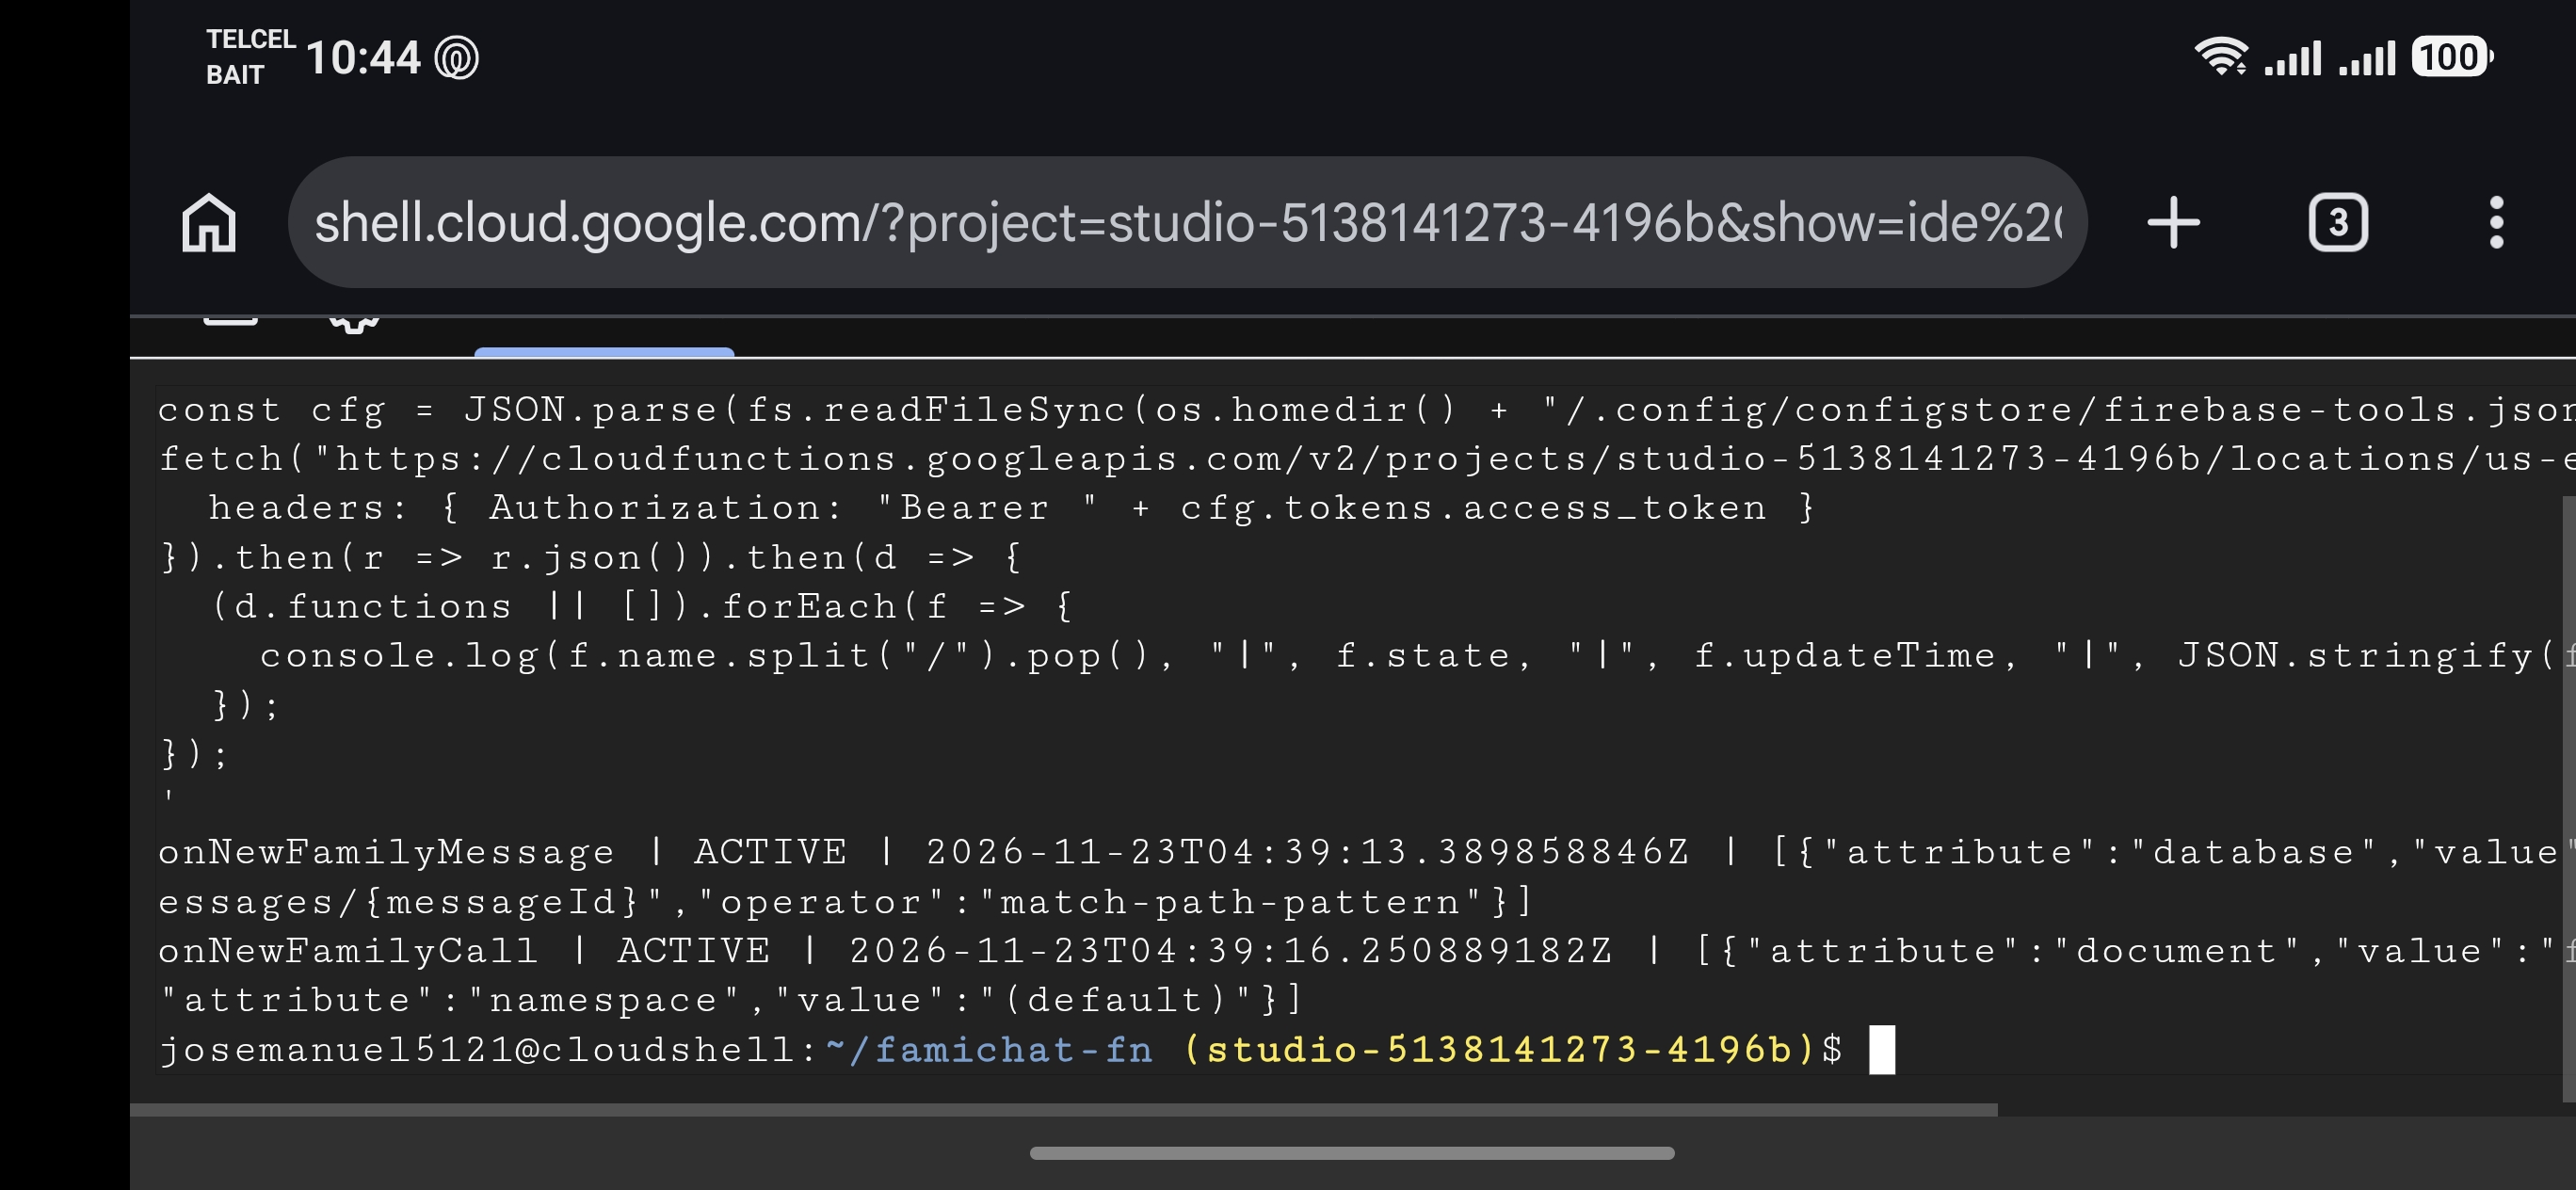 TELCEL
BAIT
10:44
100
shell.cloud.google.com/?project=studio-5138141273-4196b&show=ide%2
3
const cfg = JSON.parse(fs.readFileSync(os.homedir() + "/.config/configstore/firebase-tools.json
fetch("https://cloudfunctions.googleapis.com/v2/projects/studio-5138141273-4196b/locations/us-e
headers: { Authorization: "Bearer " + cfg.tokens.access_token }
}).then(r => r.json()).then(d => {
(d.functions || []).forEach(f => {
console.log(f.name.split("/").pop(), "|", f.state, "|", f.updateTime, "|", JSON.stringify(f
});
});
'
onNewFamilyMessage | ACTIVE | 2026-11-23T04:39:13.389858846Z | [{"attribute":"database","value"
essages/{messageId}","operator":"match-path-pattern"}]
onNewFamilyCall | ACTIVE | 2026-11-23T04:39:16.250889182Z | [{"attribute":"document","value":"f
"attribute":"namespace","value":"(default)"}]
josemanuel5121@cloudshell:~/famichat-fn (studio-5138141273-4196b)$